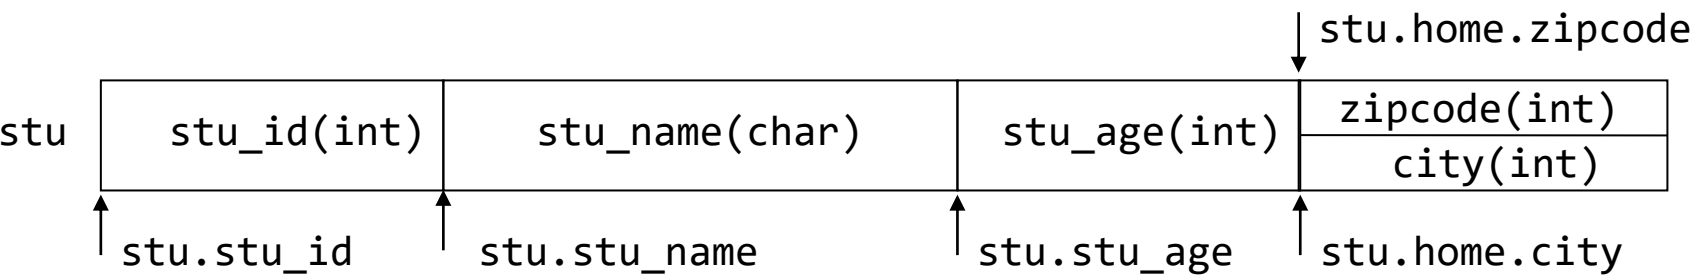 stu.home.zipcode
stu
stu_id(int)
stu_name(char)
stu_age(int)
zipcode(int)
city(int)
stu.stu_id
stu.stu_name
stu.stu_age
stu.home.city